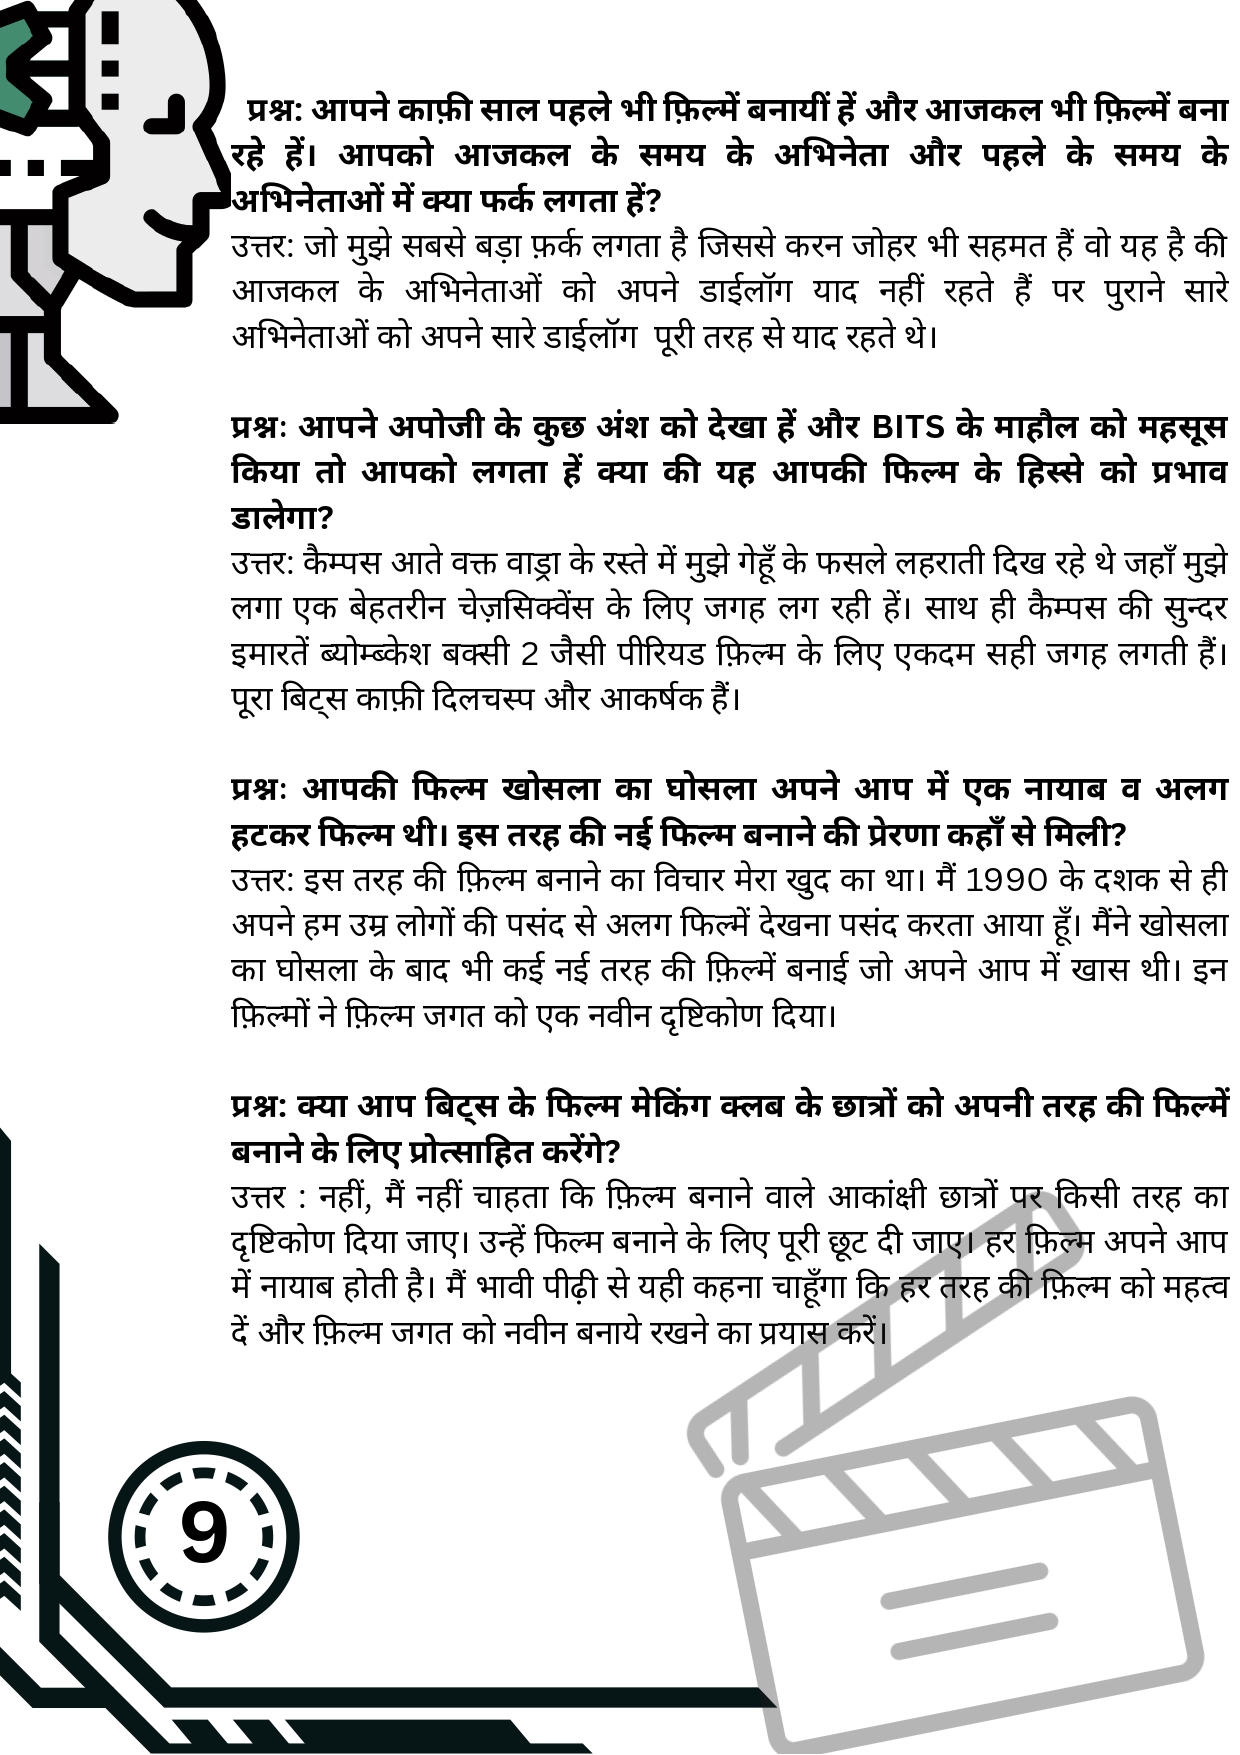 प्रश्न: आपने काफ़ी साल पहले भी फ़िल्में बनायीं हें और आजकल भी फ़िल्में बना
रहे हें। आपको आजकल के समय के अभिनेता और पहले के समय के
अभिनेताओं में क्या फर्क लगता हें?
उत्तर: जो मुझे सबसे बड़ा फ़र्क लगता है जिससे करन जोहर भी सहमत हैं वो यह है की
आजकल के अभिनेताओं को अपने डाईलॉग याद नहीं रहते हैं पर पुराने सारे
अभिनेताओं को अपने सारे डाईलॉग पूरी तरह से याद रहते थे।
प्रश्न: आपने अपोजी के कुछ अंश को देखा हें और BITS के माहौल को महसूस
किया तो आपको लगता हें क्या की यह आपकी फिल्म के हिस्से को प्रभाव
डालेगा?
उत्तर: कैम्पस आते वक्त वाड्रा के रस्ते में मुझे गेहूँ के फसले लहराती दिख रहे थे जहाँ मुझे
लगा एक बेहतरीन चेज़सिक्वेंस के लिए जगह लग रही हें। साथ ही कैम्पस की सुन्दर
इमारतें ब्योम्ब्केश बक्सी 2 जैसी पीरियड फ़िल्म के लिए एकदम सही जगह लगती हैं।
पूरा बिट्स काफ़ी दिलचस्प और आकर्षक हैं।
प्रश्न: आपकी फिल्म खोसला का घोसला अपने आप में एक नायाब व अलग
हटकर फिल्म थी। इस तरह की नई फिल्म बनाने की प्रेरणा कहाँ से मिली?
उत्तर: इस तरह की फ़िल्म बनाने का विचार मेरा खुद का था। मैं 1990 के दशक से ही
अपने हम उम्र लोगों की पसंद से अलग फिल्में देखना पसंद करता आया हूँ। मैंने खोसला
का घोसला के बाद भी कई नई तरह की फ़िल्में बनाई जो अपने आप में खास थी। इन
फ़िल्मों ने फ़िल्म जगत को एक नवीन दृष्टिकोण दिया।
प्रश्न: क्या आप बिट्स के फिल्म मेकिंग क्लब के छात्रों को अपनी तरह की फिल्में
बनाने के लिए प्रोत्साहित करेंगे?
उत्तर : नहीं, मैं नहीं चाहता कि फ़िल्म बनाने वाले आकांक्षी छात्रों पर किसी तरह का
दृष्टिकोण दिया जाए। उन्हें फिल्म बनाने के लिए पूरी छूट दी जाए। हर फ़िल्म अपने आप
में नायाब होती है। मैं भावी पीढ़ी से यही कहना चाहूँगा कि हर तरह की फ़िल्म को महत्व
दें और फ़िल्म जगत को नवीन बनाये रखने का प्रयास करें।
9